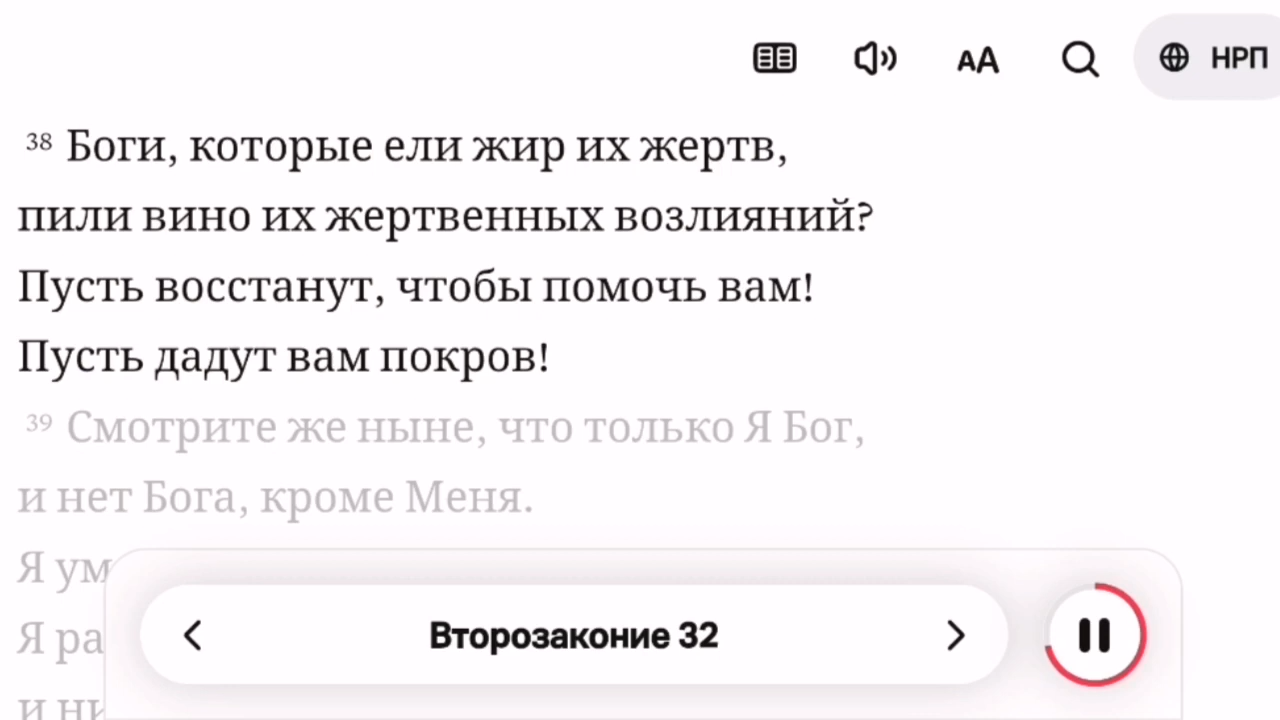 AA
НРП
38 Боги, которые ели жир их жертв,
пили вино их жертвенных возлияний?
Пусть восстанут, чтобы помочь вам!
Пусть дадут вам покров!
39 Смотрите же ныне, что только Я Бог,
и нет Бога, кроме Меня.
Я
Я
и
Второзаконие 32